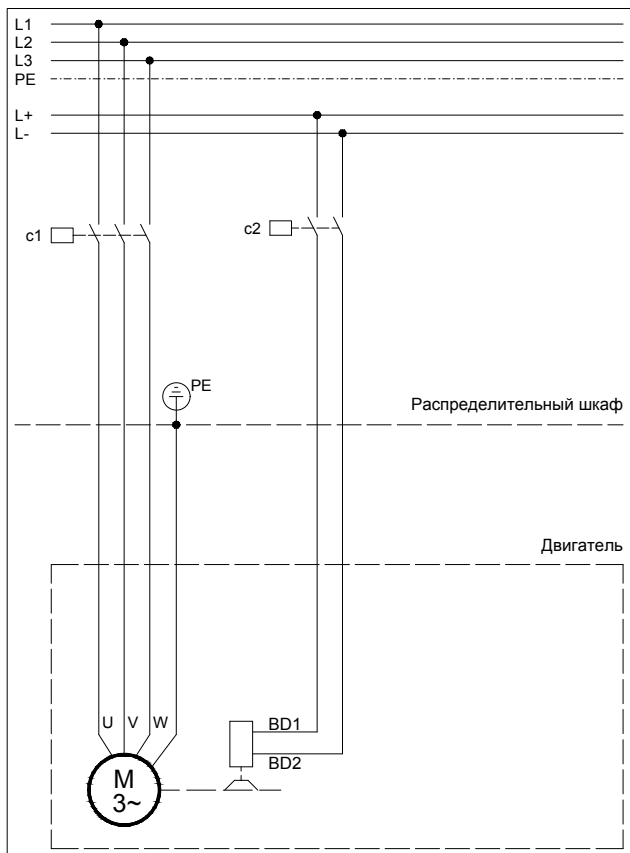 L1
L2
L3
PE
L+
L-
c1
c2
PE
Распределительный шкаф
Двигатель
U V W
BD1
BD2
M
3~